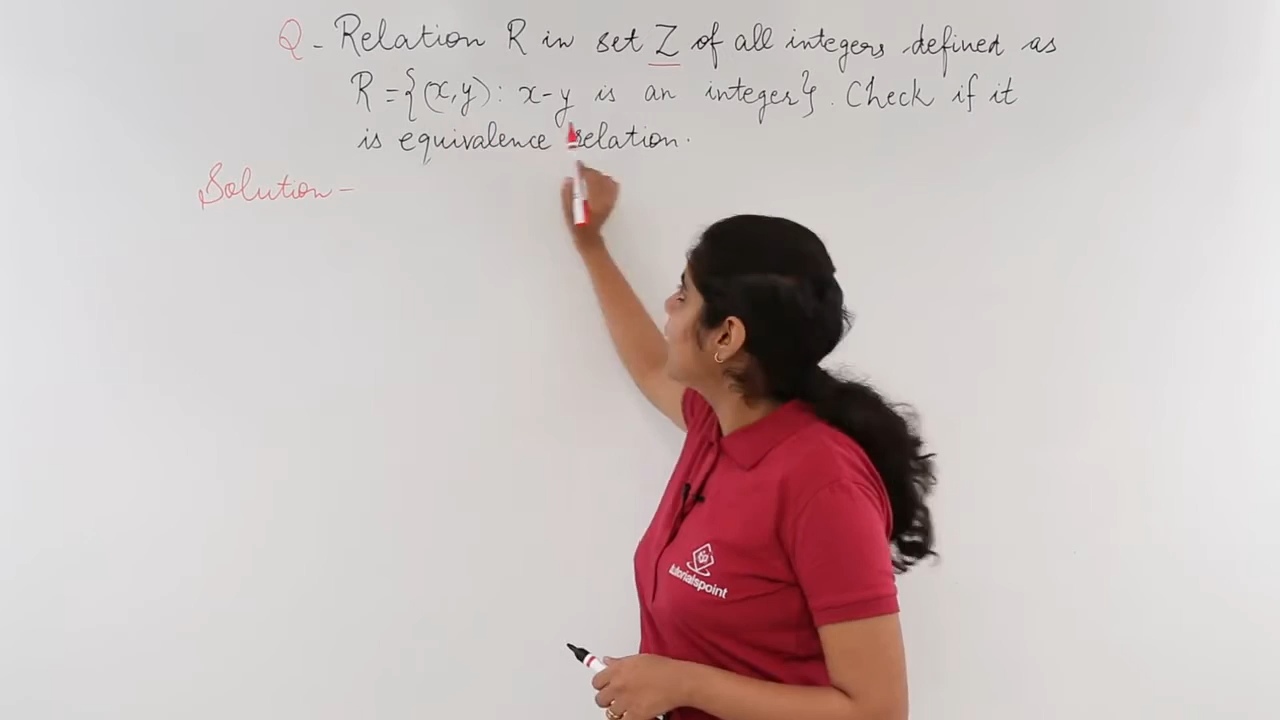 Q - Relation R in set Z of all integers defined as
R = {(x,y) : x-y is an integer}. Check if it
is equivalence relation.
Solution -
tutorialspoint